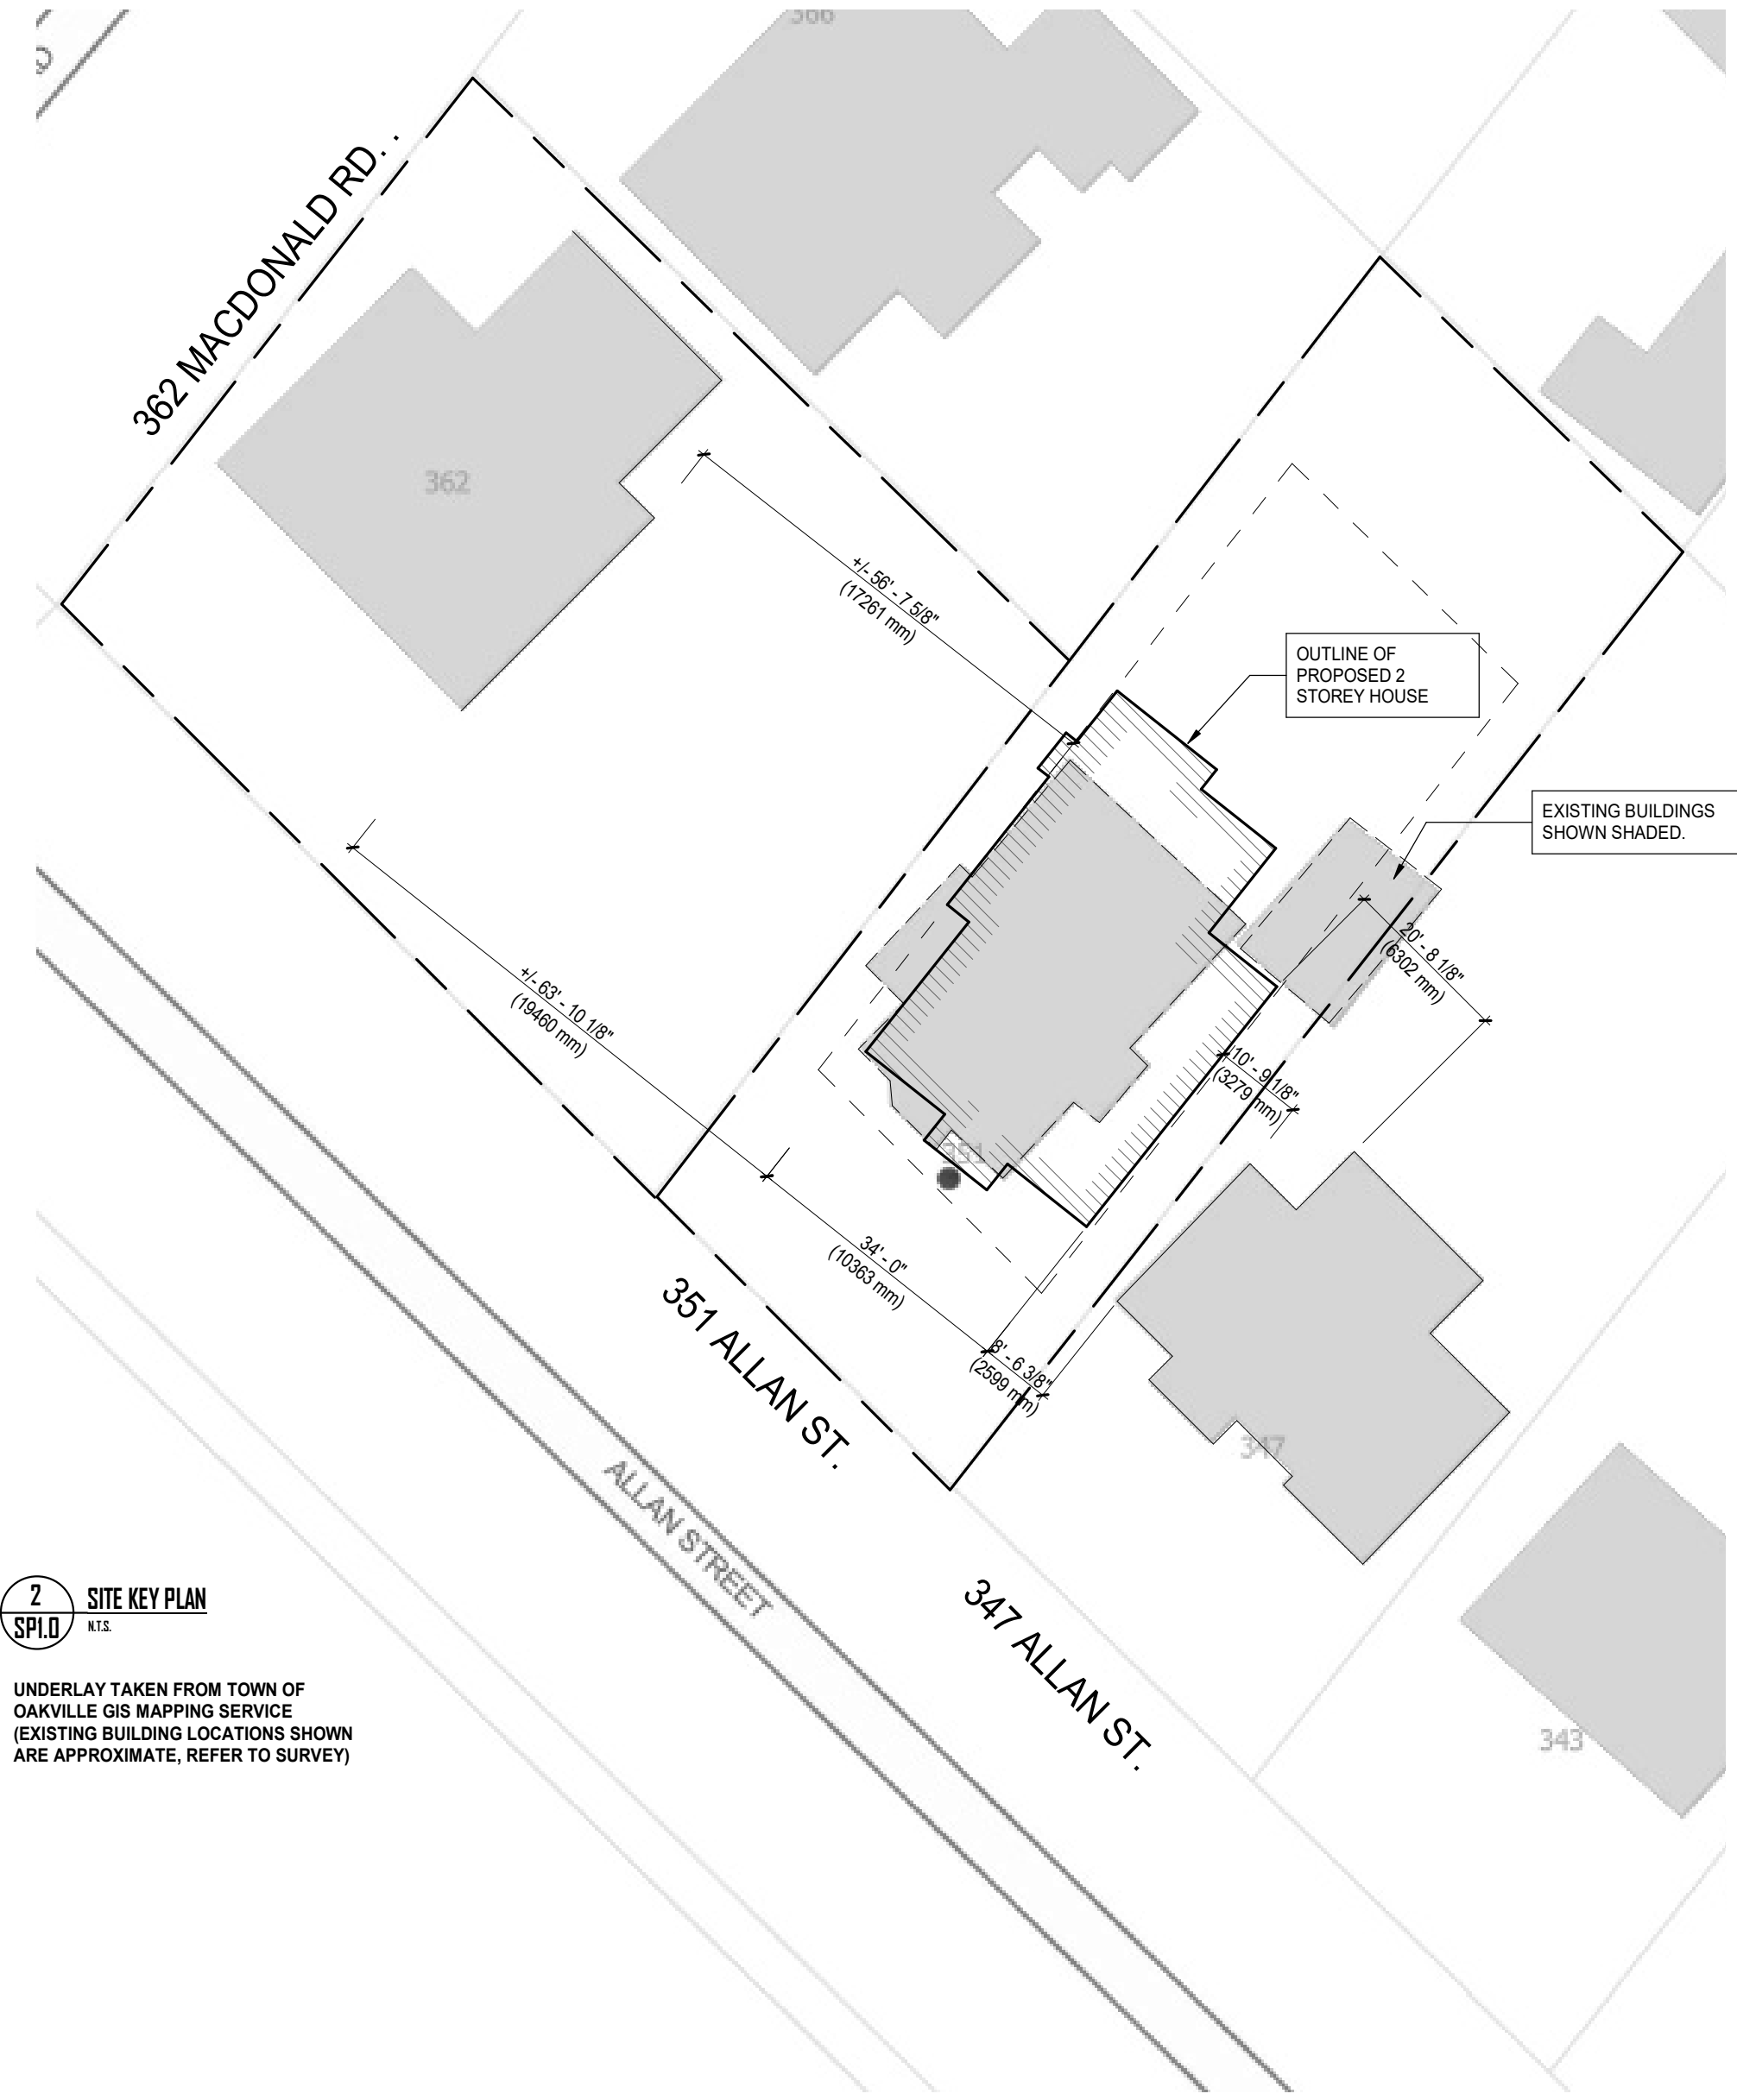 366
362 MACDONALD RD. .
362
+/- 56' - 7 5/8"
(17261 mm)
OUTLINE OF
PROPOSED 2
STOREY HOUSE
EXISTING BUILDINGS
SHOWN SHADED.
20' - 8 1/8"
(6302 mm)
+/- 63' - 10 1/8"
(19460 mm)
10' - 9 1/8"
(3279 mm)
351
34' - 0"
(10363 mm)
351 ALLAN ST.
8' - 6 3/8"
(2599 mm)
347
ALLAN STREET
347 ALLAN ST.
343
2
SP1.0
SITE KEY PLAN
N.T.S.
UNDERLAY TAKEN FROM TOWN OF
OAKVILLE GIS MAPPING SERVICE
(EXISTING BUILDING LOCATIONS SHOWN
ARE APPROXIMATE, REFER TO SURVEY)